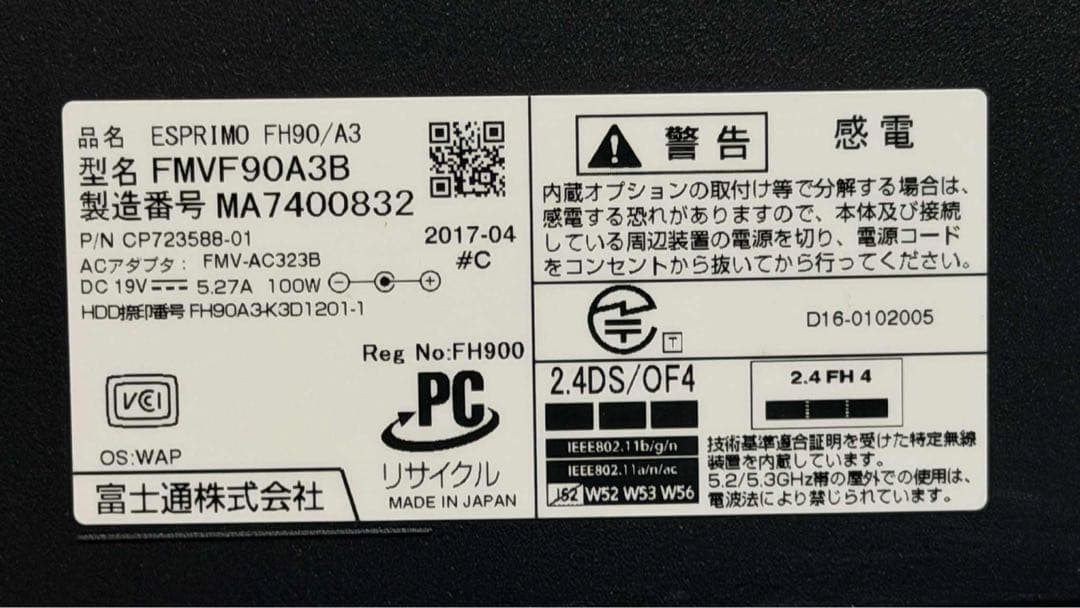 品名 ESPRIMO FH90/A3
型名 FMVF90A3B
製造番号 MA7400832
P/N CP723588-01
2017-04
ACアダプタ: FMV-AC323B
#C
DC 19V 5.27A 100W
HDD捺印番号 FH90A3-K3D1201-1
Reg No:FH900
VCI
PC
リサイクル
OS:WAP
MADE IN JAPAN
富士通株式会社
警告
感電
内蔵オプションの取付け等で分解する場合は、
感電する恐れがありますので、本体及び接続
している周辺装置の電源を切り、電源コード
をコンセントから抜いてから行ってください。
T
D16-0102005
2.4DS/OF4
2.4 FH 4
IEEE802.11b/g/n
IEEE802.11a/n/ac
J52 W52 W53 W56
技術基準適合証明を受けた特定無線
装置を内蔵しています。
5.2/5.3GHz帯の屋外での使用は、
電波法により禁じられています。